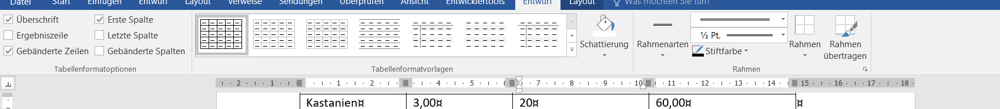 Datei Start Einfügen Entwurf Layout Verweise Sendungen Überprüfen Ansicht Entwicklertools Entwurf Layout Was möchten Sie tun?
Überschrift Erste Spalte
Ergebniszeile Letzte Spalte
Gebänderte Zeilen Gebänderte Spalten
Tabellenformatoptionen
Tabellenformatvorlagen
Schattierung
Rahmenarten
½ Pt.
Stiftfarbe
Rahmen
Rahmen
übertragen
Rahmen
2 1 1 2 4 5 6 7 8 9 10 11 12 13 14 15 16 17 18
Kastanien¤ 3,00¤ 20¤ 60,00¤ ¤